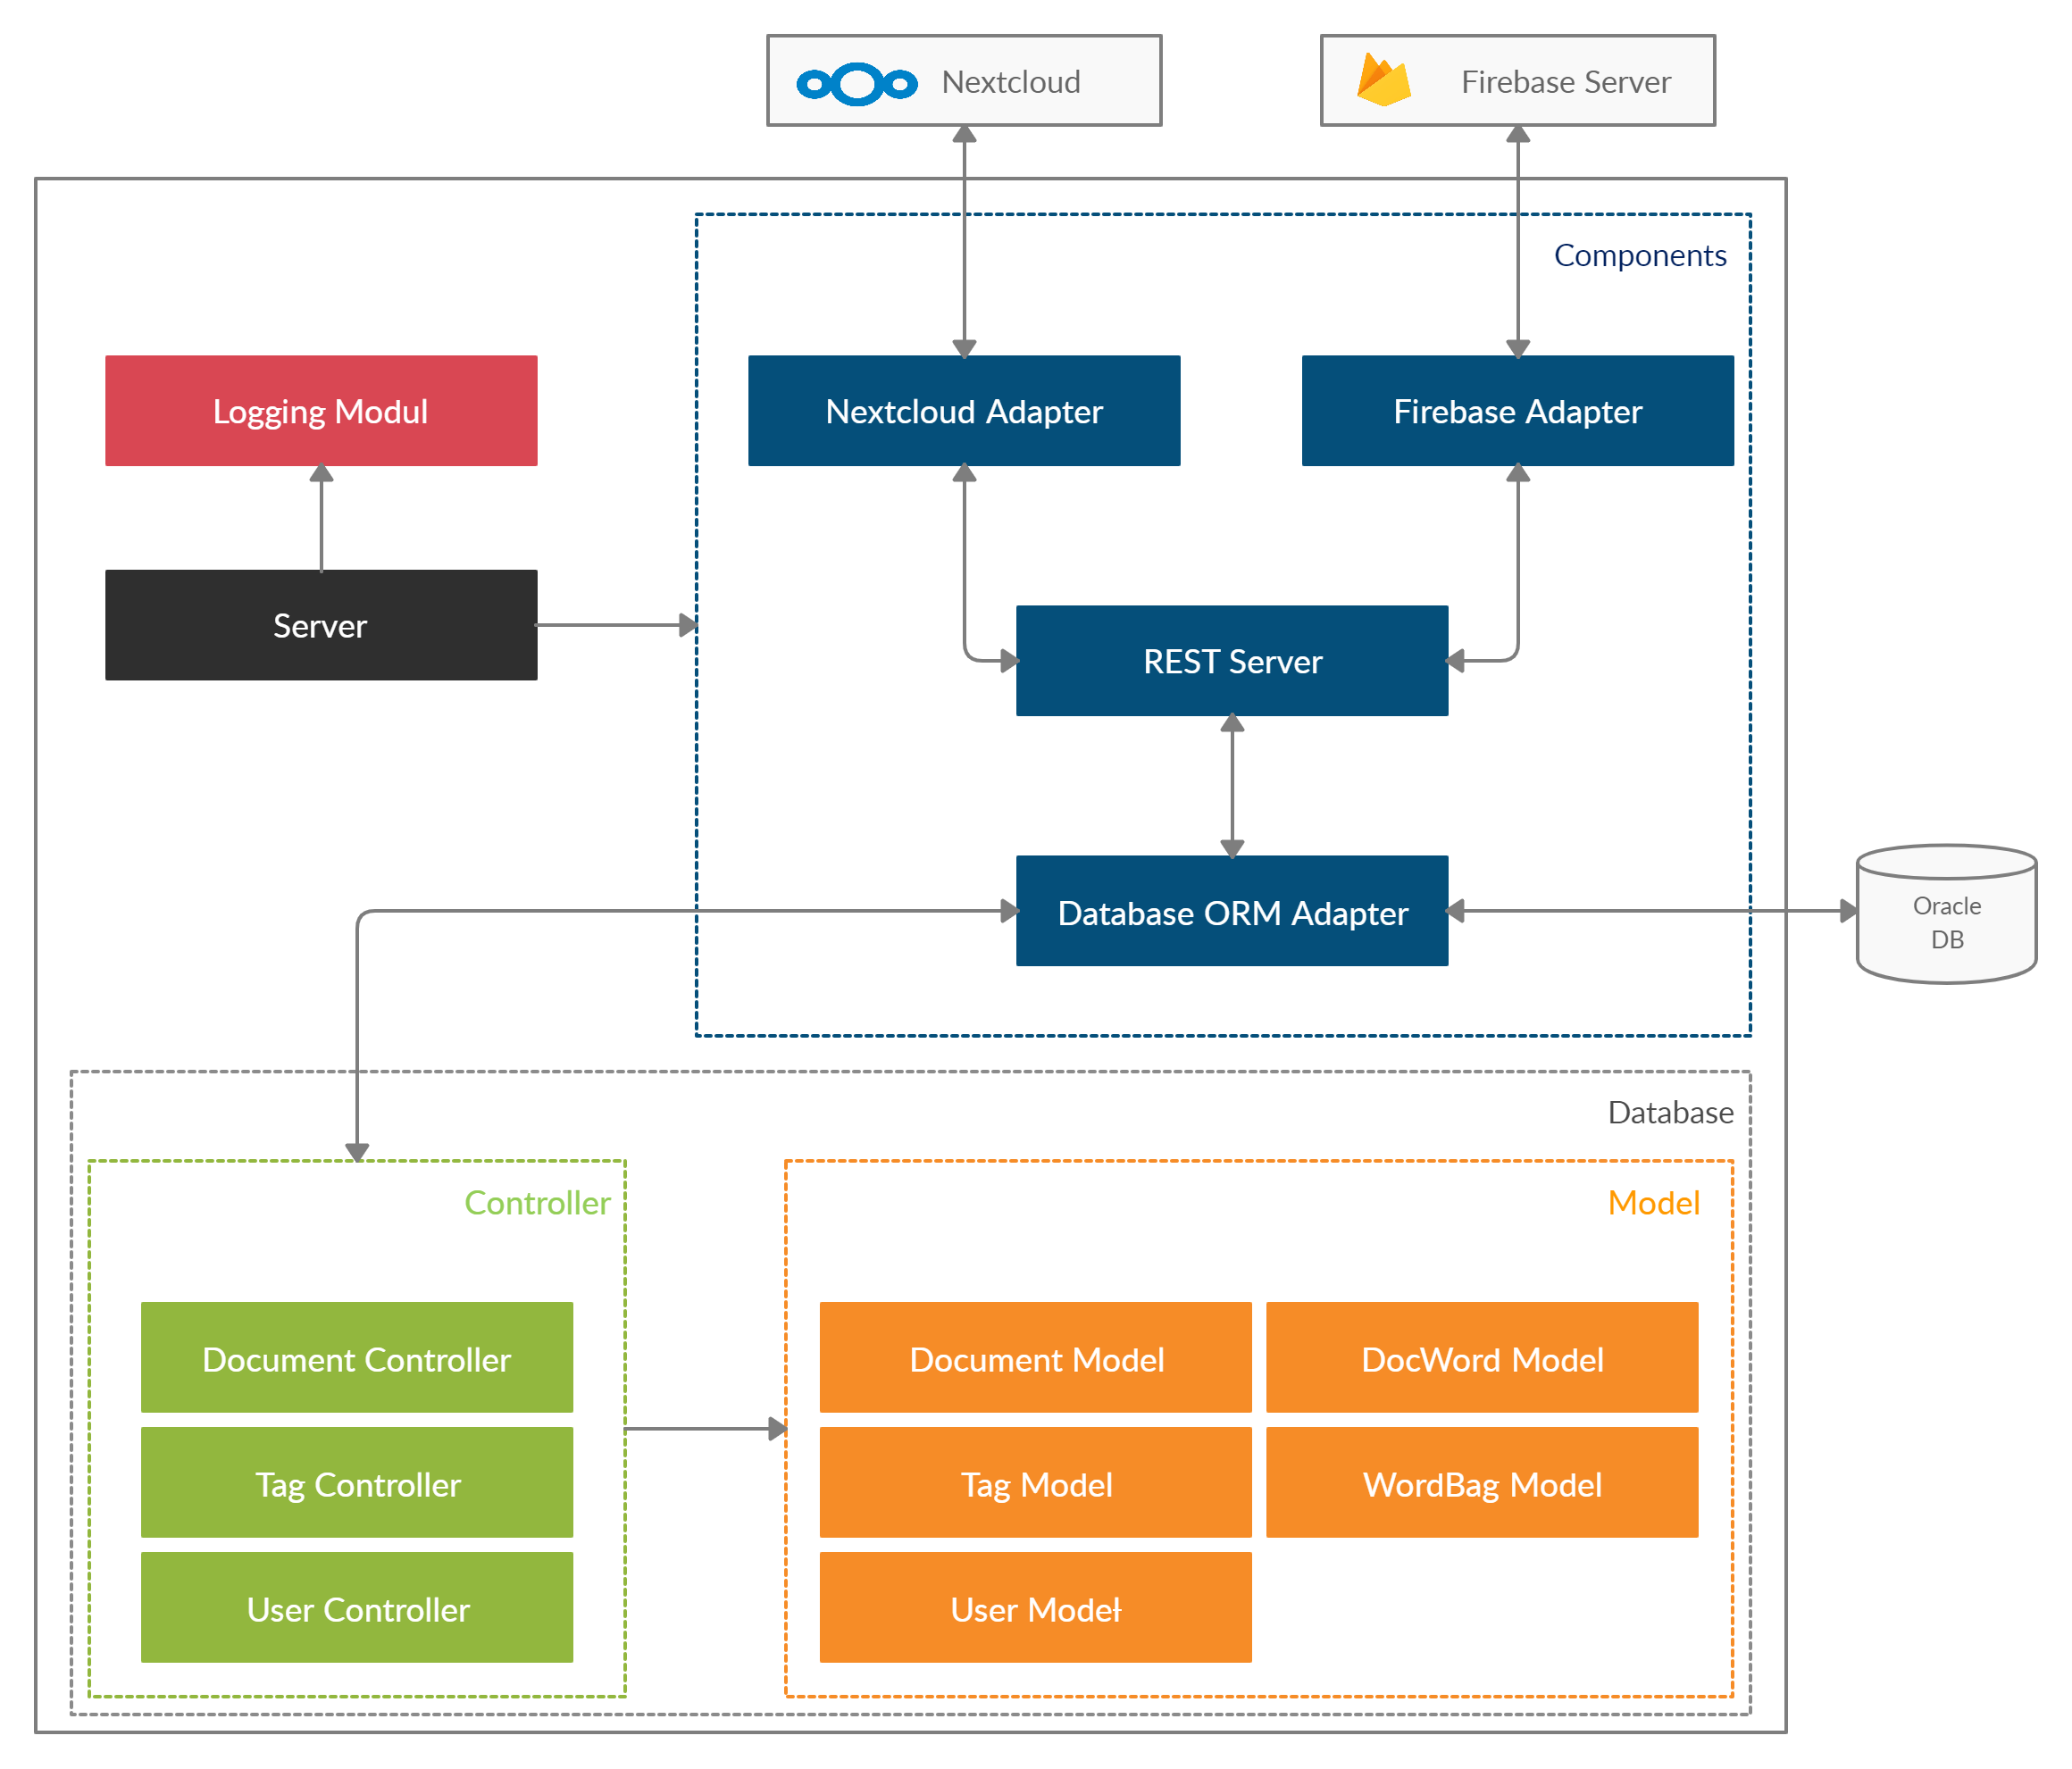 Nextcloud
Firebase Server
Components
Logging Modul
Nextcloud Adapter
Firebase Adapter
Server
REST Server
Database ORM Adapter
Oracle
DB
Database
Controller
Model
Document Controller
Document Model
DocWord Model
Tag Controller
Tag Model
WordBag Model
User Controller
User Model